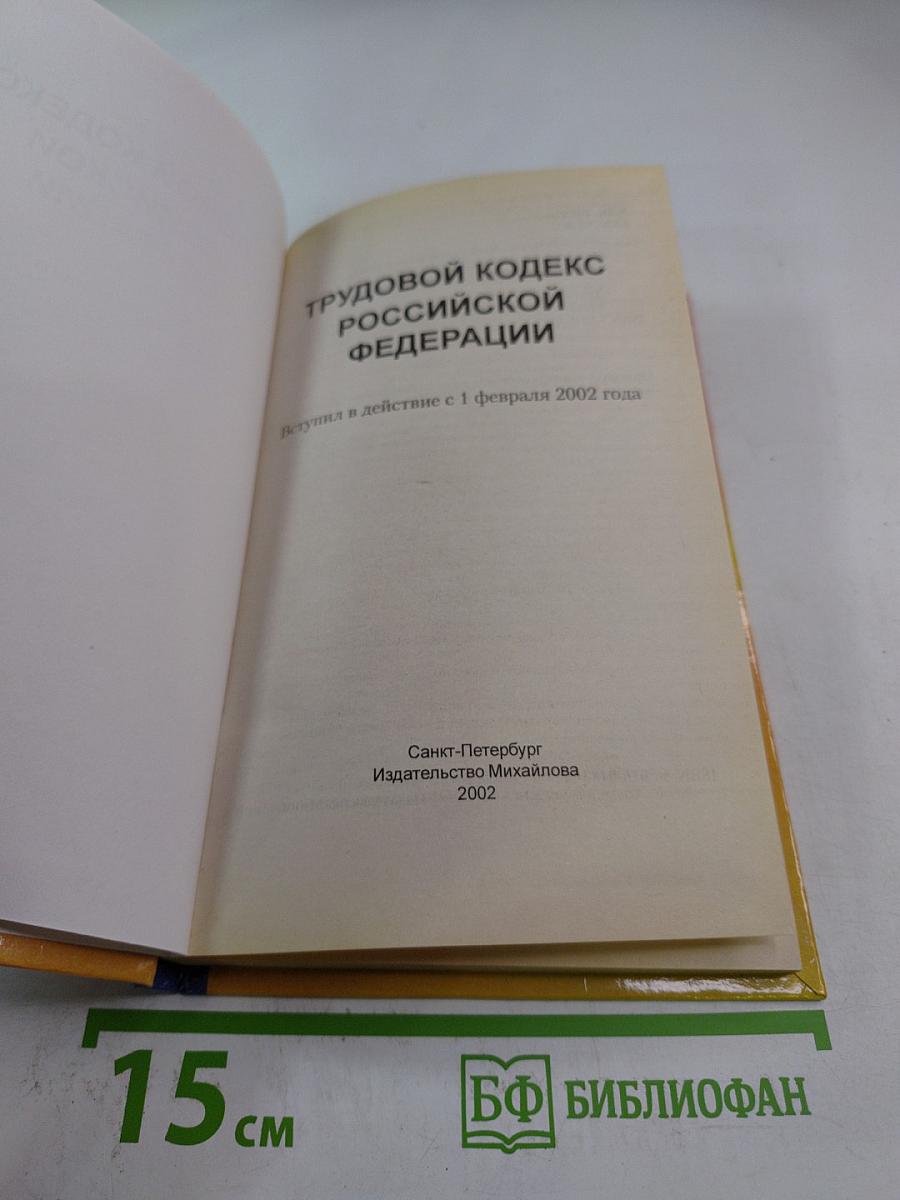 ТРУДОВОЙ КОДЕКС
РОССИЙСКОЙ
ФЕДЕРАЦИИ
Вступил в действие с 1 февраля 2002 года
Санкт-Петербург
Издательство Михайлова
2002
15 см
БФ БИБЛИОФАН